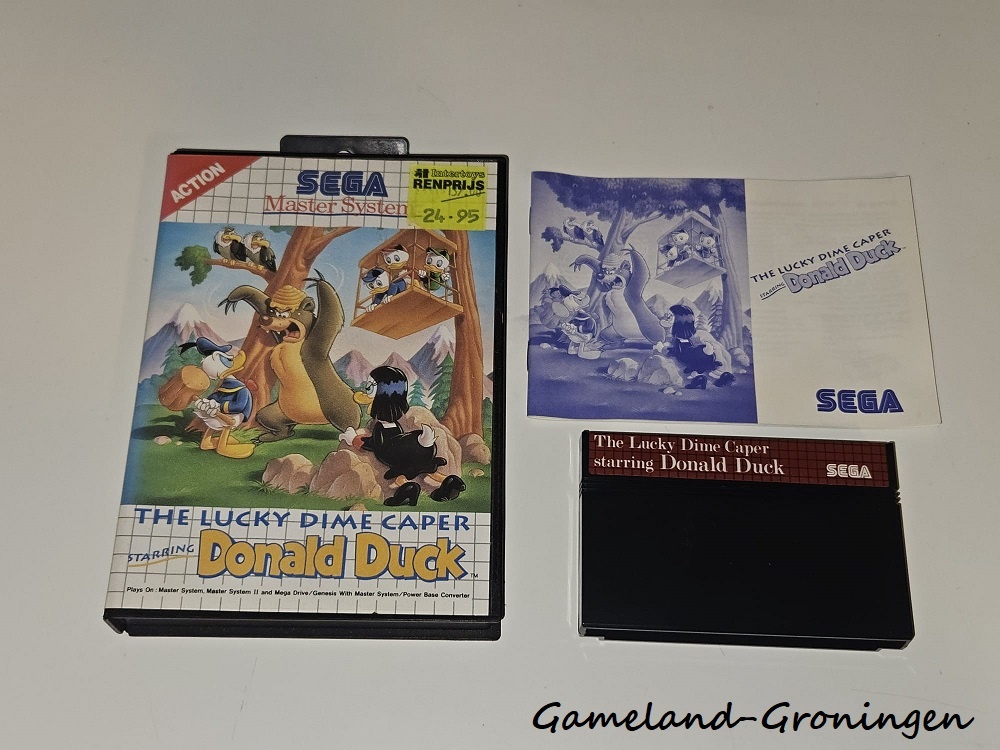 ACTION
SEGA
Master System
Intertoys
RENPRIJS
24.95
THE LUCKY DIME CAPER
STARRING Donald Duck™
Plays On : Master System, Master System II and Mega Drive/Genesis With Master System/Power Base Converter
THE LUCKY DIME CAPER
STARRING Donald Duck
SEGA
The Lucky Dime Caper
starring Donald Duck
SEGA
Gameland-Groningen